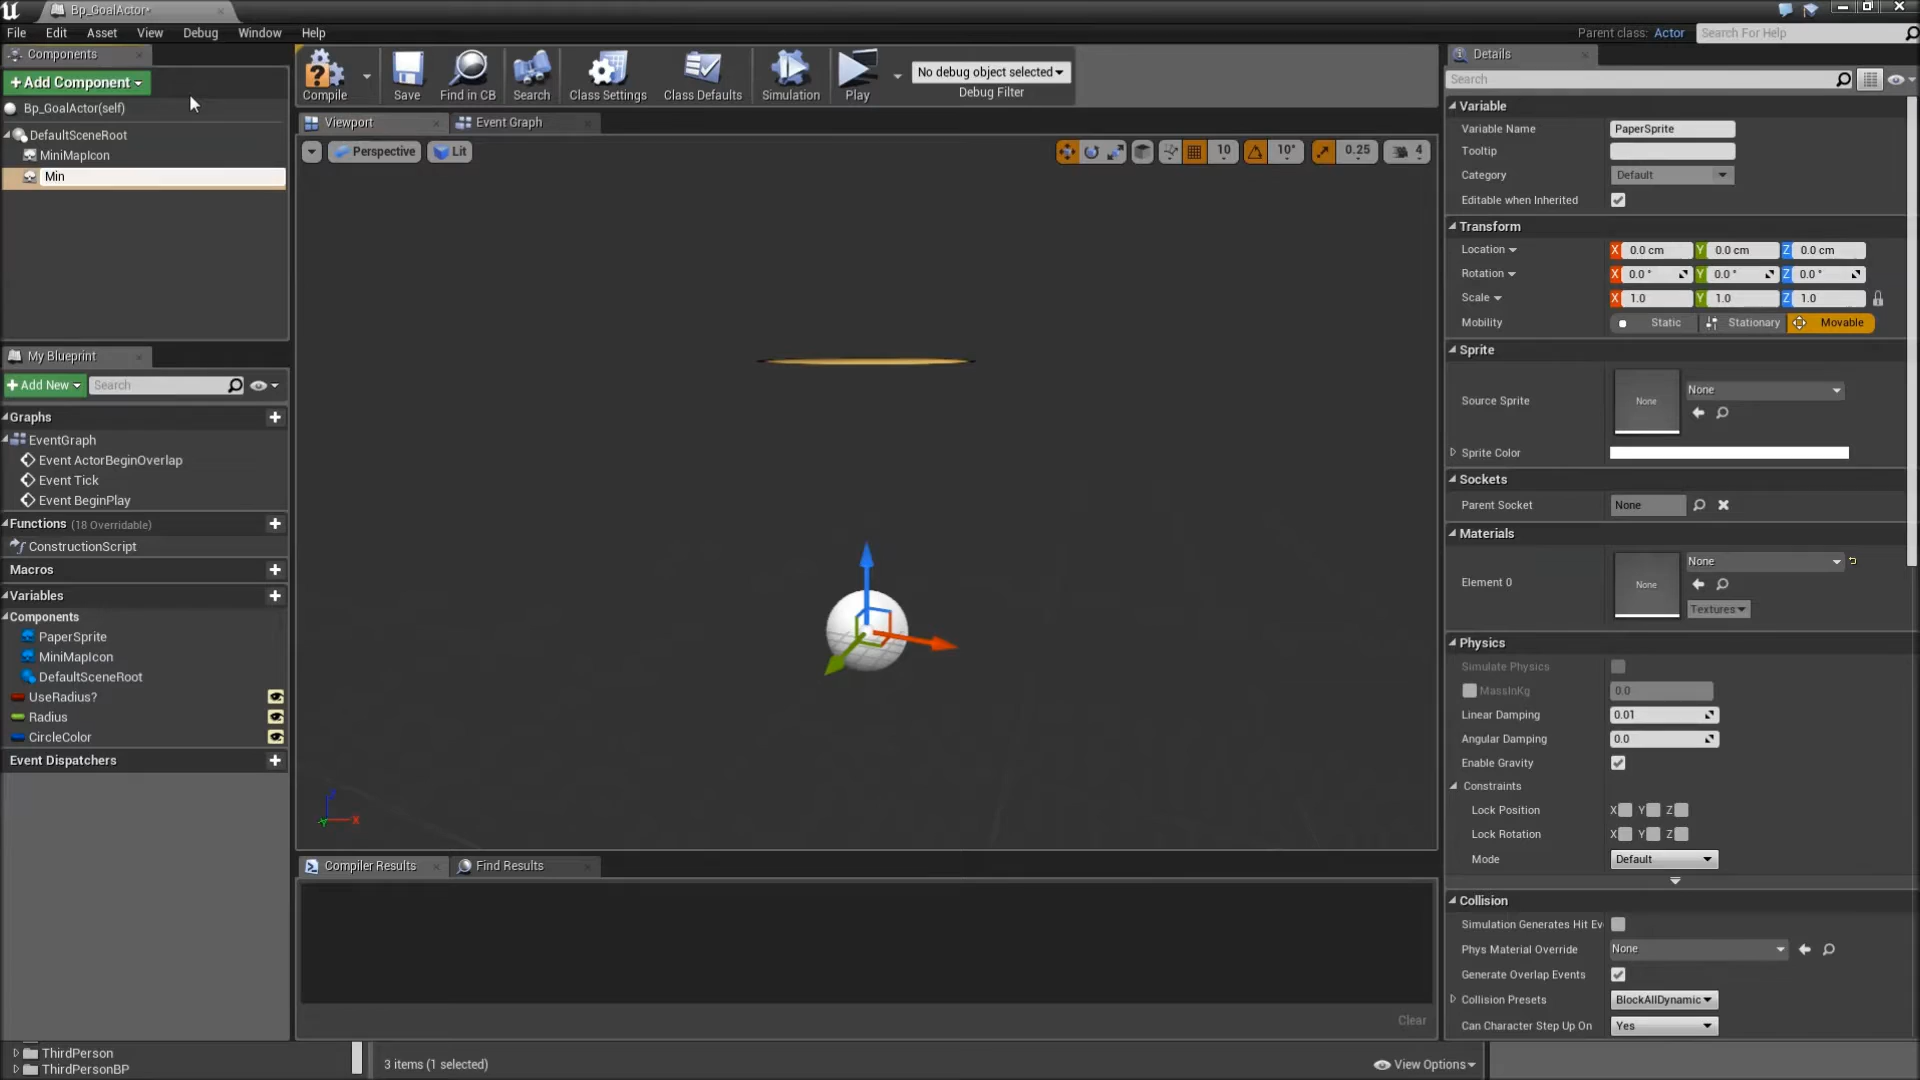 Bp_GoalActor*
File Edit Asset View Debug Window Help
Parent class: Actor
Search For Help
Components
+Add Component
Bp_GoalActor(self)
DefaultSceneRoot
MiniMapIcon
Min
My Blueprint
+Add New
Search
Graphs
EventGraph
Event ActorBeginOverlap
Event Tick
Event BeginPlay
Functions (18 Overridable)
ConstructionScript
Macros
Variables
Components
PaperSprite
MiniMapIcon
DefaultSceneRoot
UseRadius?
Radius
CircleColor
Event Dispatchers
ThirdPerson
ThirdPersonBP
Compile
Save
Find in CB
Search
Class Settings
Class Defaults
Simulation
Play
No debug object selected
Debug Filter
Viewport
Event Graph
Perspective
Lit
10
10°
0.25
4
Z
X
Y
Compiler Results
Find Results
Clear
3 items (1 selected)
View Options
Details
Search
Variable
Variable Name PaperSprite
Tooltip
Category Default
Editable when Inherited
Transform
Location X 0.0 cm Y 0.0 cm Z 0.0 cm
Rotation X 0.0 ° Y 0.0 ° Z 0.0 °
Scale X 1.0 Y 1.0 Z 1.0
Mobility Static Stationary Movable
Sprite
Source Sprite None None
Sprite Color
Sockets
Parent Socket None
Materials
Element 0 None None
Textures
Physics
Simulate Physics
MassInKg 0.0
Linear Damping 0.01
Angular Damping 0.0
Enable Gravity
Constraints
Lock Position X Y Z
Lock Rotation X Y Z
Mode Default
Collision
Simulation Generates Hit Ev
Phys Material Override None
Generate Overlap Events
Collision Presets BlockAllDynamic
Can Character Step Up On Yes